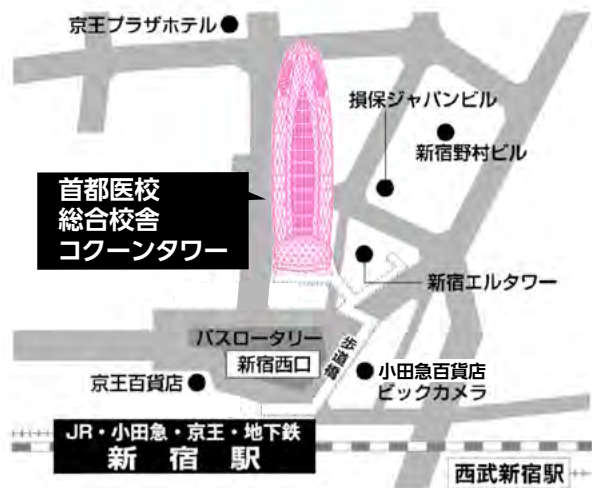 京王プラザホテル
損保ジャパンビル
新宿野村ビル
首都医校
総合校舎
コクーンタワー
新宿エルタワー
バスロータリー
新宿西口
歩道橋
小田急百貨店
ビックカメラ
京王百貨店
JR・小田急・京王・地下鉄
新宿駅
西武新宿駅